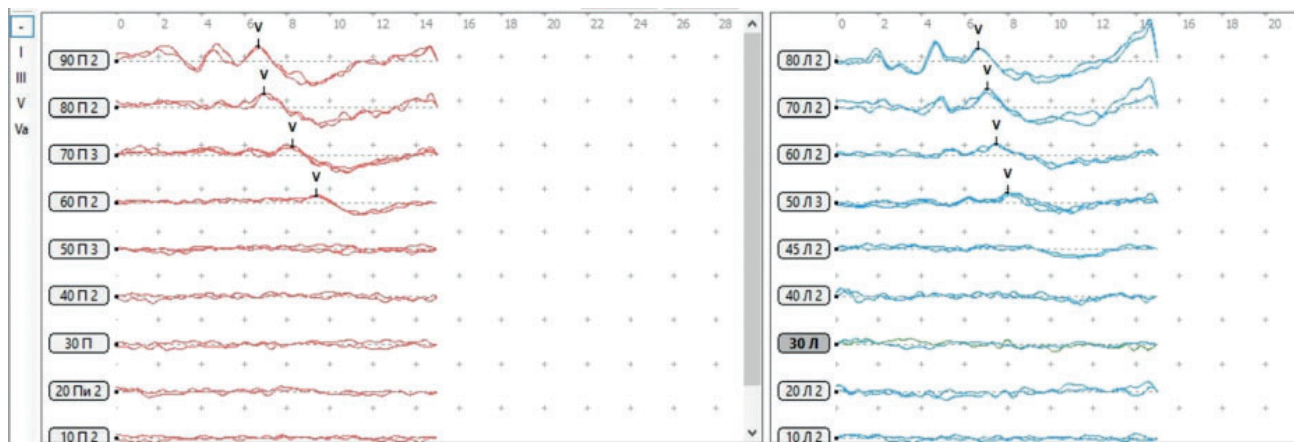 -
I
III
V
Va
0 2 4 6 8 10 12 14 16 18 20 22 24 26 28
V
90 П 2
V
80 П 2
V
70 П 3
V
60 П 2
50 П 3
40 П 2
30 П
20 Пи 2
10 П 2
0 2 4 6 8 10 12 14 16 18 20
V
80 Л 2
V
70 Л 2
V
60 Л 2
V
50 Л 3
45 Л 2
40 Л 2
30 Л
20 Л 2
10 Л 2